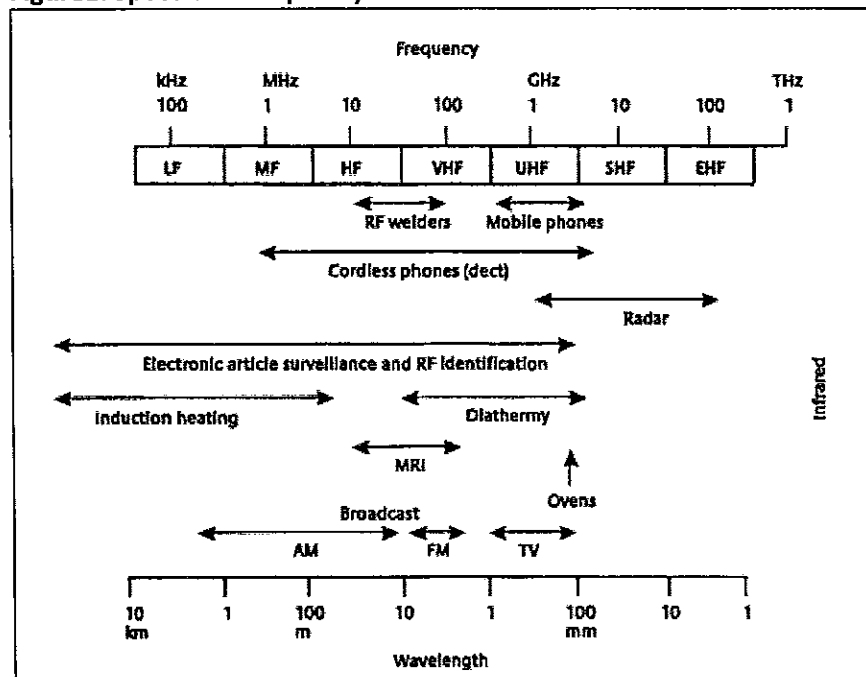 Frequency
kHz MHz GHz THz
100 1 10 100 1 10 100 1
LF MF HF VHF UHF SHF EHF
RF welders Mobile phones
Cordless phones (dect)
Radar
Electronic article surveillance and RF identification
Infrared
Induction heating Diathermy
MRI
Ovens
Broadcast
AM FM TV
10 1 100 10 1 100 10 1
km m mm
Wavelength